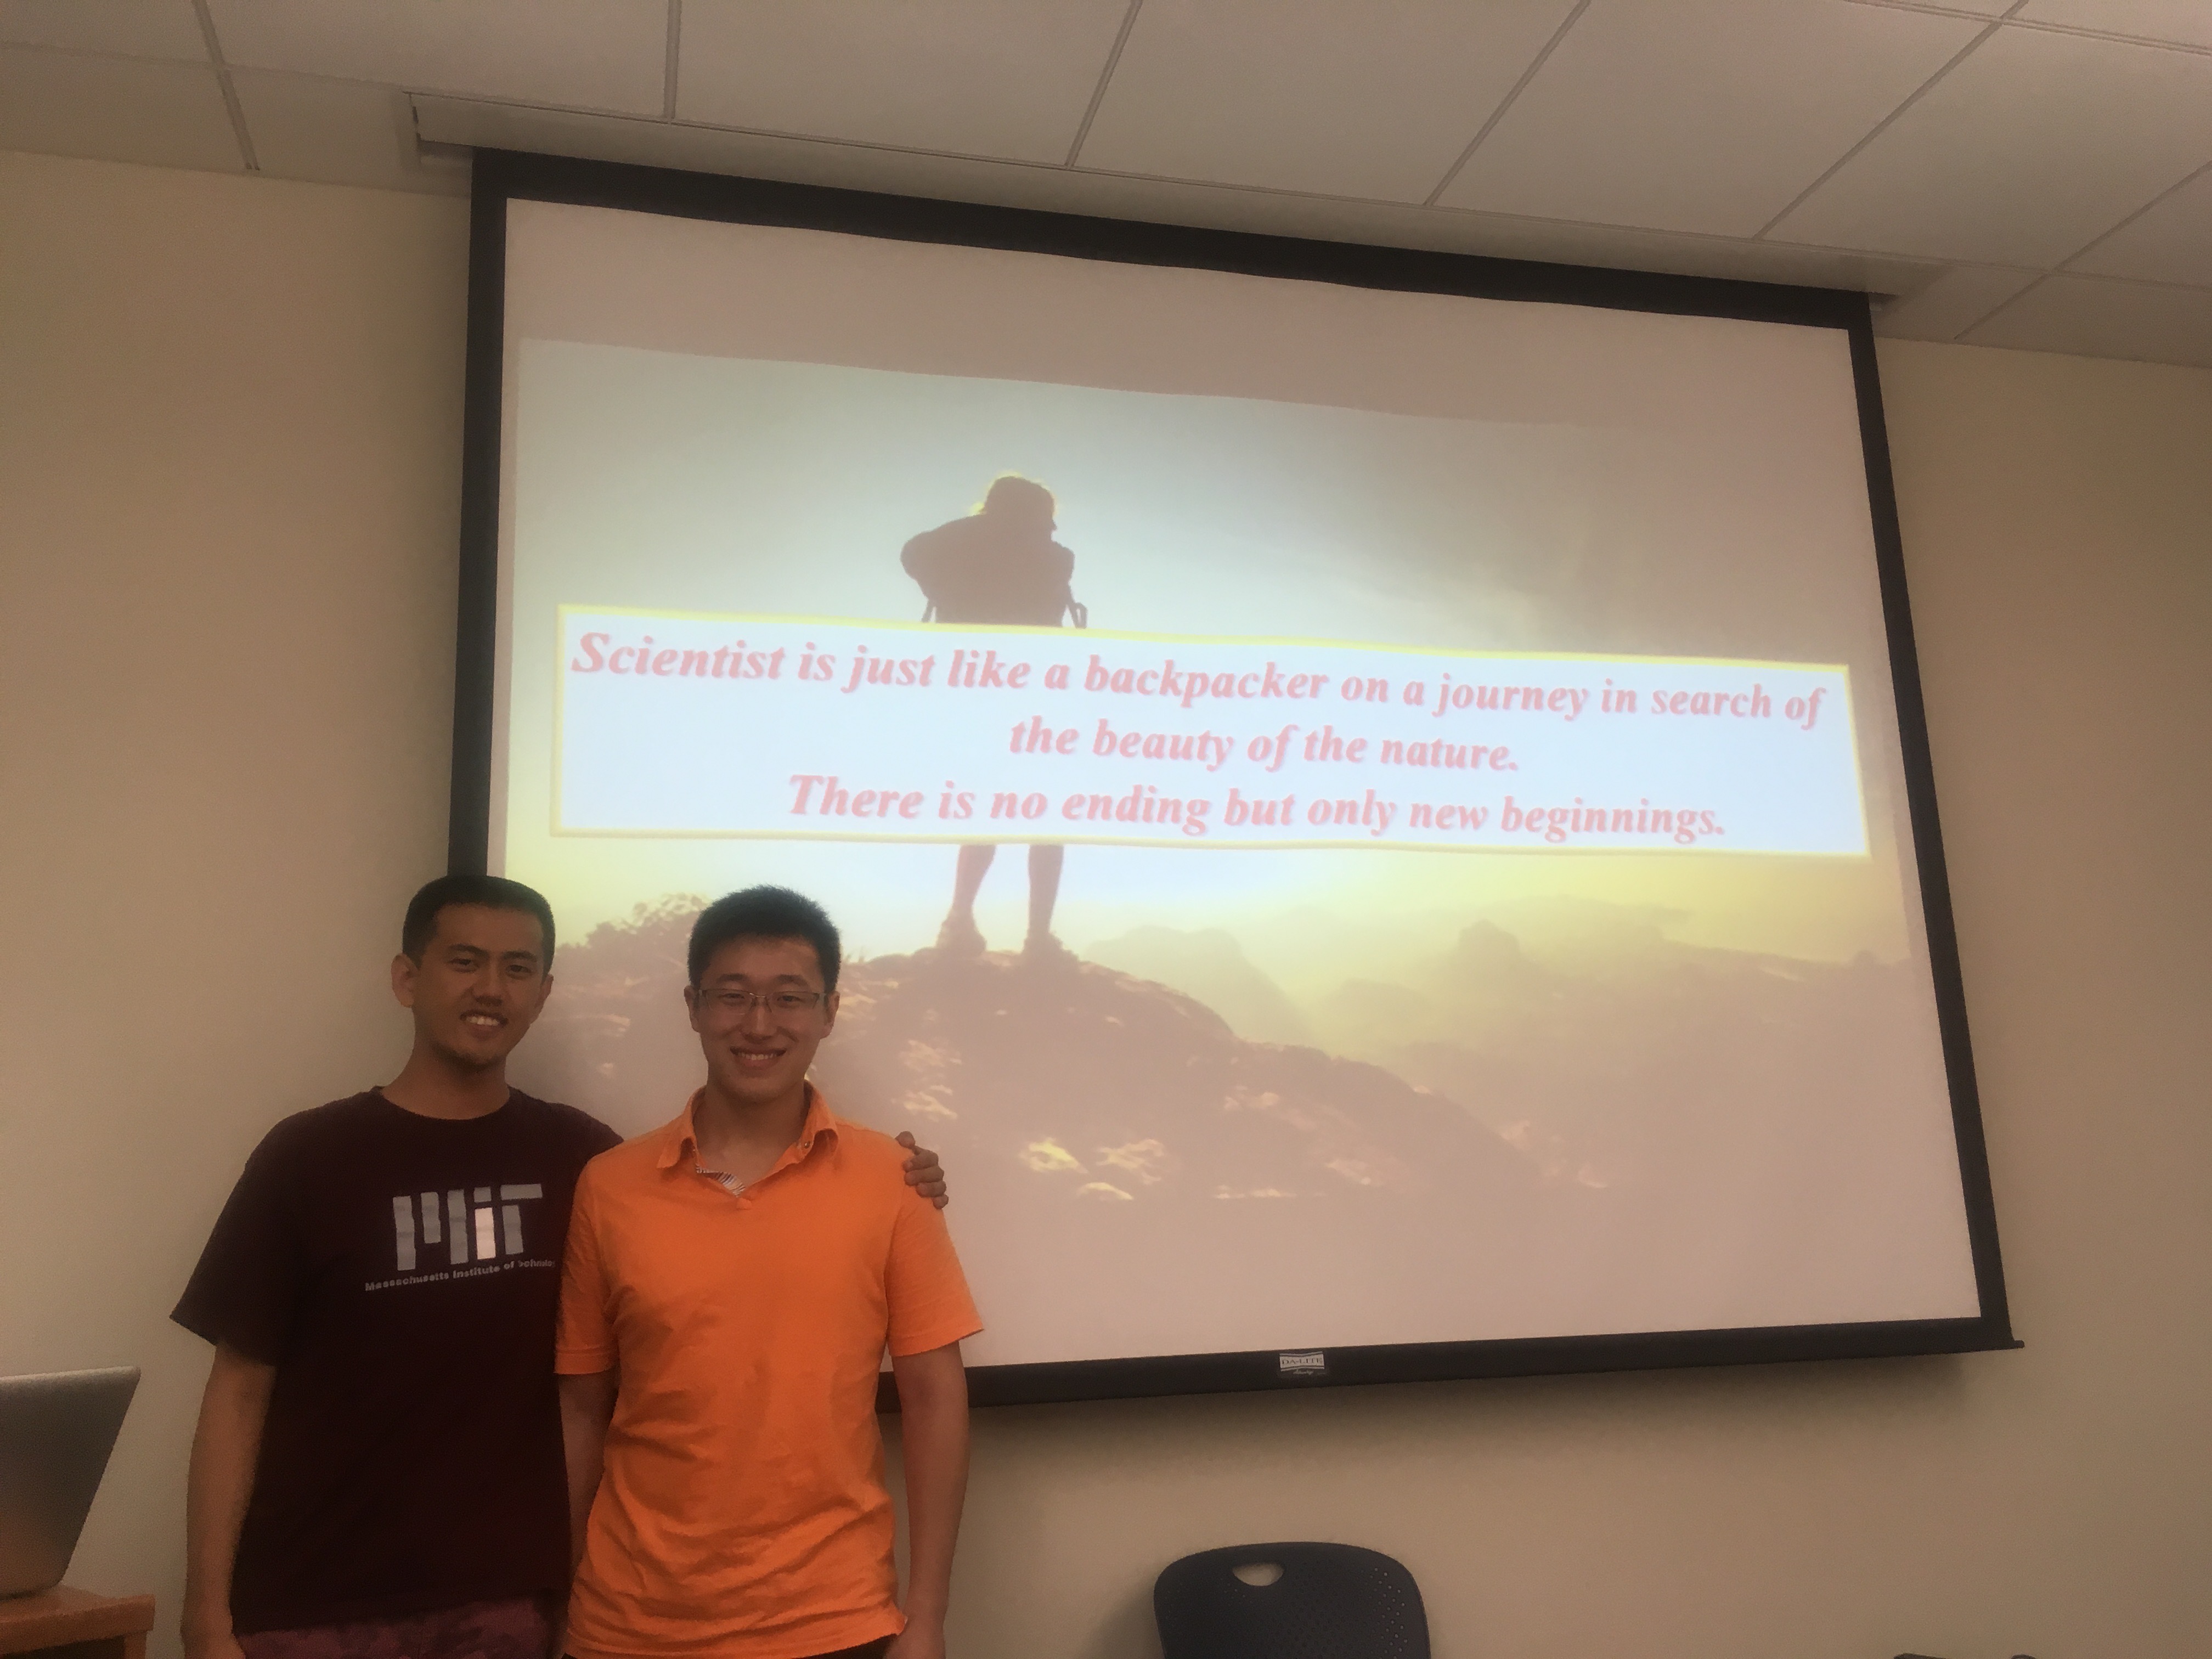 Scientist is just like a backpacker on a journey in search of
the beauty of the nature.
There is no ending but only new beginnings.
MIT
Massachusetts Institute of
DA-LITE